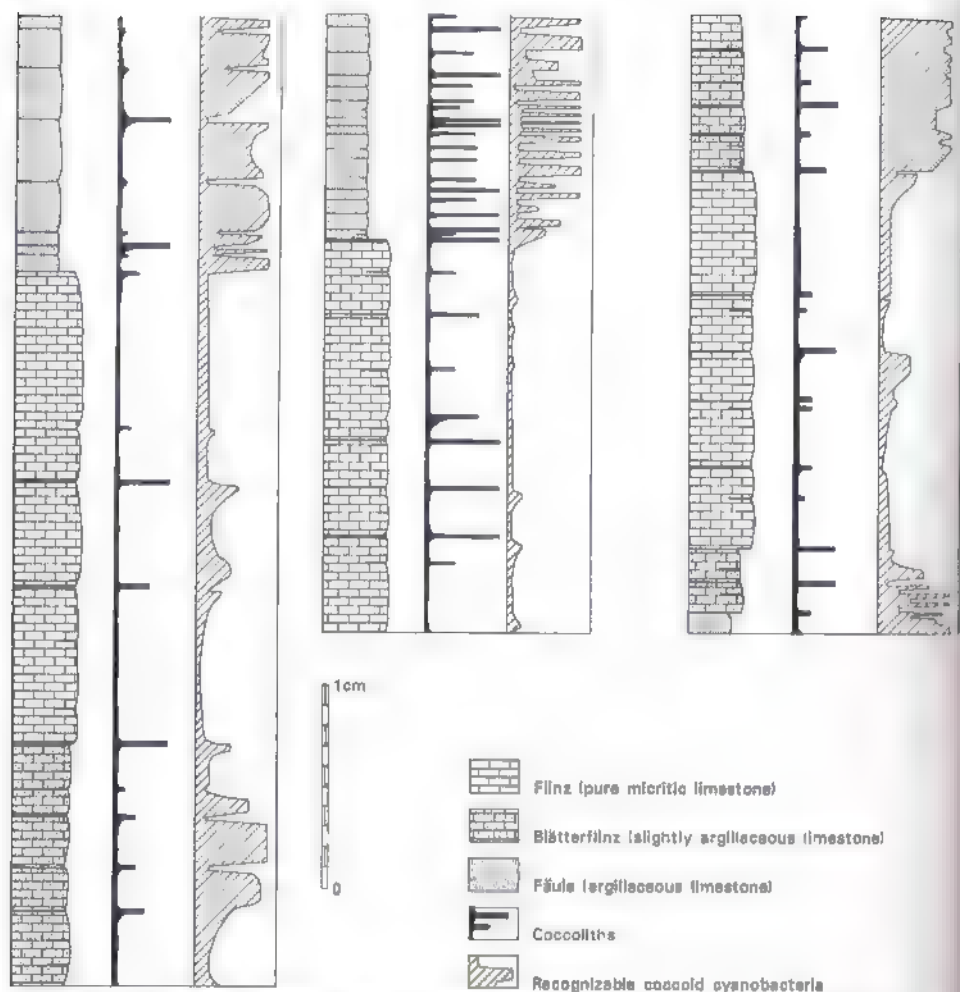 1cm
0
Flinz (pure micritic limestone)
Blätterflinz (slightly argillaceous limestone)
Fäule (argillaceous limestone)
Coccoliths
Recognizable coccoid cyanobacteria